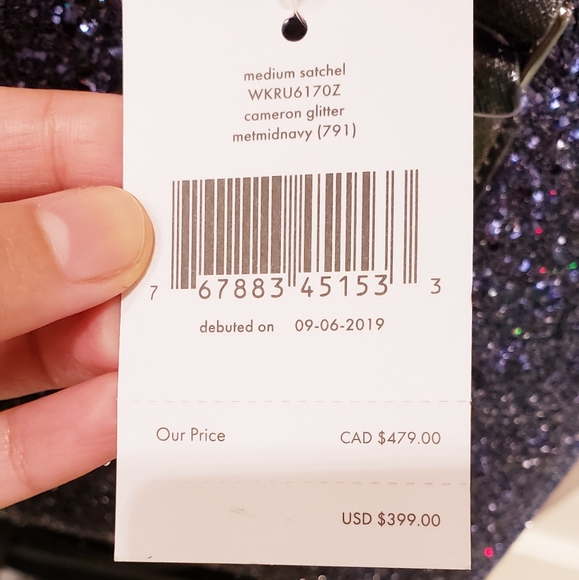 medium satchel
WKRU6170Z
cameron glitter
metmidnavy (791)
7 67883 45153 3
debuted on 09-06-2019
Our Price CAD $479.00
USD $399.00